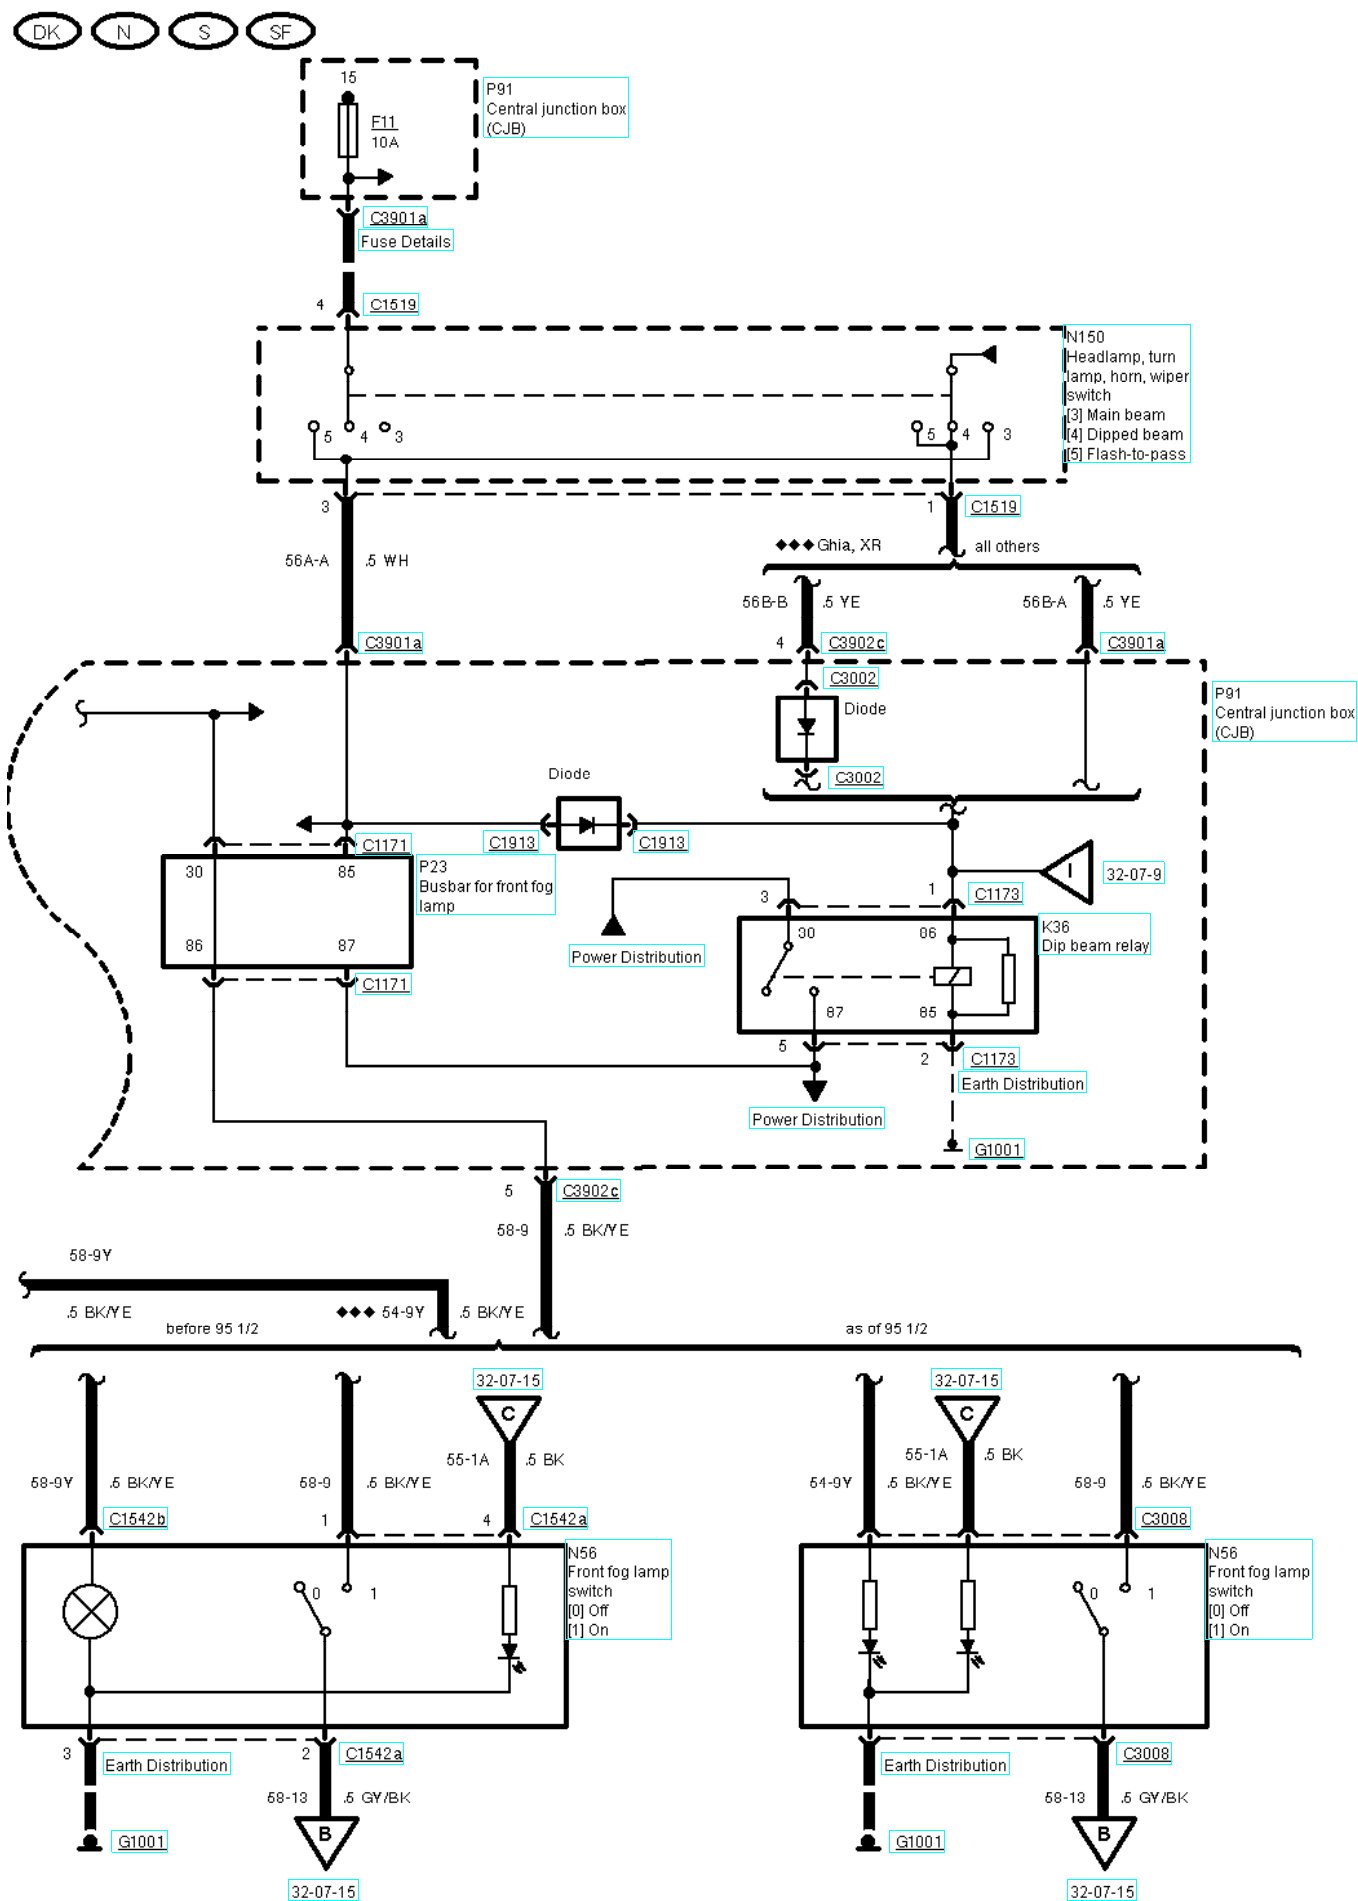 DK N S SF
15
F11
10A
P91
Central junction box
(CJB)
C3901a
Fuse Details
4 C1519
N150
Headlamp, turn
lamp, horn, wiper
switch
[3] Main beam
[4] Dipped beam
[5] Flash-to-pass
5 4 3
5 4 3
3
1 C1519
♦♦♦ Ghia, XR
all others
56A-A .5 WH
56B-B .5 YE
56B-A .5 YE
C3901a
4 C3902c
C3901a
C3002
Diode
C3002
P91
Central junction box
(CJB)
Diode
C1171
C1913
C1913
30 85
86 87
P23
Busbar for front fog
lamp
C1171
I
32-07-9
3
1 C1173
Power Distribution
30 86
87 85
K36
Dip beam relay
5
2 C1173
Earth Distribution
Power Distribution
G1001
5 C3902c
58-9 .5 BK/YE
58-9Y
.5 BK/YE
♦♦♦ 54-9Y .5 BK/YE
before 95 1/2
as of 95 1/2
32-07-15
C
32-07-15
C
58-9Y .5 BK/YE
58-9 .5 BK/YE
55-1A .5 BK
54-9Y .5 BK/YE
55-1A .5 BK
58-9 .5 BK/YE
C1542b
1
4 C1542a
C3008
0 1
N56
Front fog lamp
switch
[0] Off
[1] On
0 1
N56
Front fog lamp
switch
[0] Off
[1] On
3 Earth Distribution
2 C1542a
Earth Distribution
C3008
58-13 .5 GY/BK
58-13 .5 GY/BK
G1001
B
G1001
B
32-07-15
32-07-15